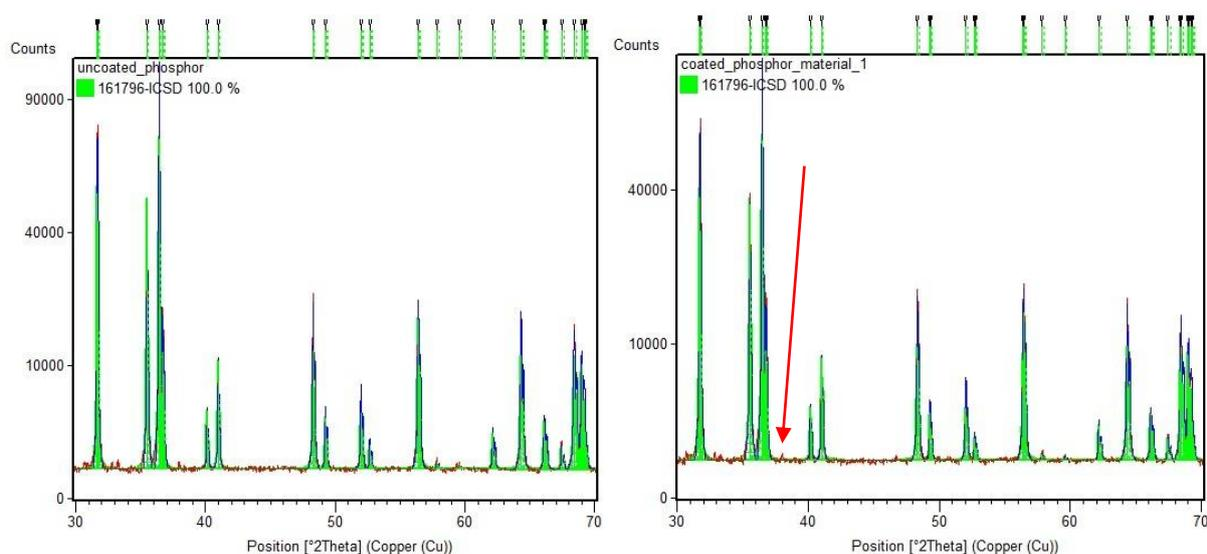 Counts
uncoated_phosphor
161796-ICSD 100.0 %
90000
40000
10000
0
30 40 50 60 70
Position [°2Theta] (Copper (Cu))
Counts
coated_phosphor_material_1
161796-ICSD 100.0 %
40000
10000
0
30 40 50 60 70
Position [°2Theta] (Copper (Cu))